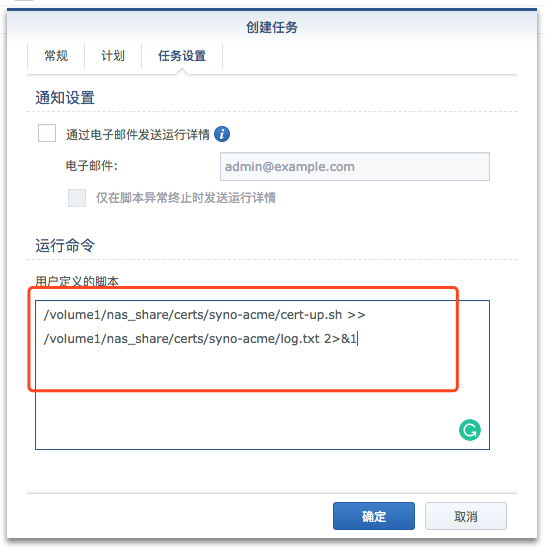 创建任务
常规 计划 任务设置
通知设置
通过电子邮件发送运行详情
电子邮件: admin@example.com
仅在脚本异常终止时发送运行详情
运行命令
用户定义的脚本
/volume1/nas_share/certs/syno-acme/cert-up.sh >>
/volume1/nas_share/certs/syno-acme/log.txt 2>&1
确定 取消